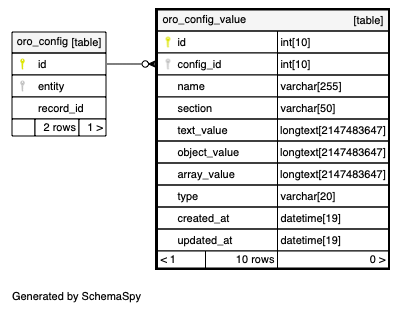 oro_config [table]
id
entity
record_id
2 rows 1 >
oro_config_value [table]
id int[10]
config_id int[10]
name varchar[255]
section varchar[50]
text_value longtext[2147483647]
object_value longtext[2147483647]
array_value longtext[2147483647]
type varchar[20]
created_at datetime[19]
updated_at datetime[19]
< 1 10 rows 0 >
Generated by SchemaSpy